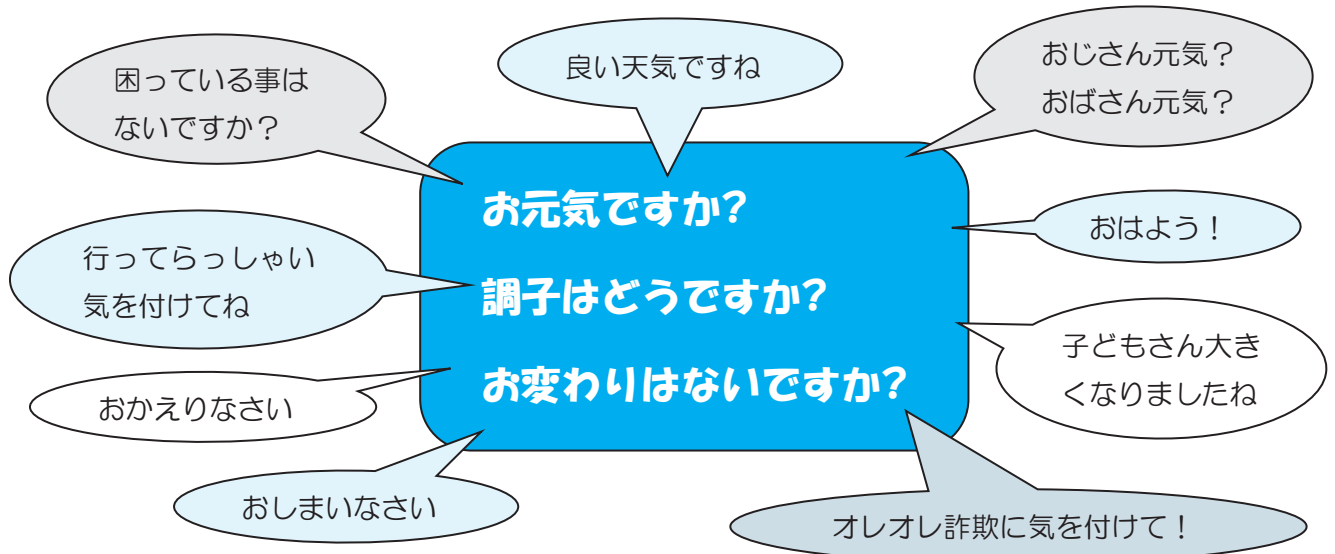 良い天気ですね
困っている事は
ないですか？
おじさん元気？
おばさん元気？
お元気ですか?
調子はどうですか?
お変わりはないですか?
おはよう！
行ってらっしゃい
気を付けてね
子どもさん大き
くなりましたね
おかえりなさい
おしまいなさい
オレオレ詐欺に気を付けて！